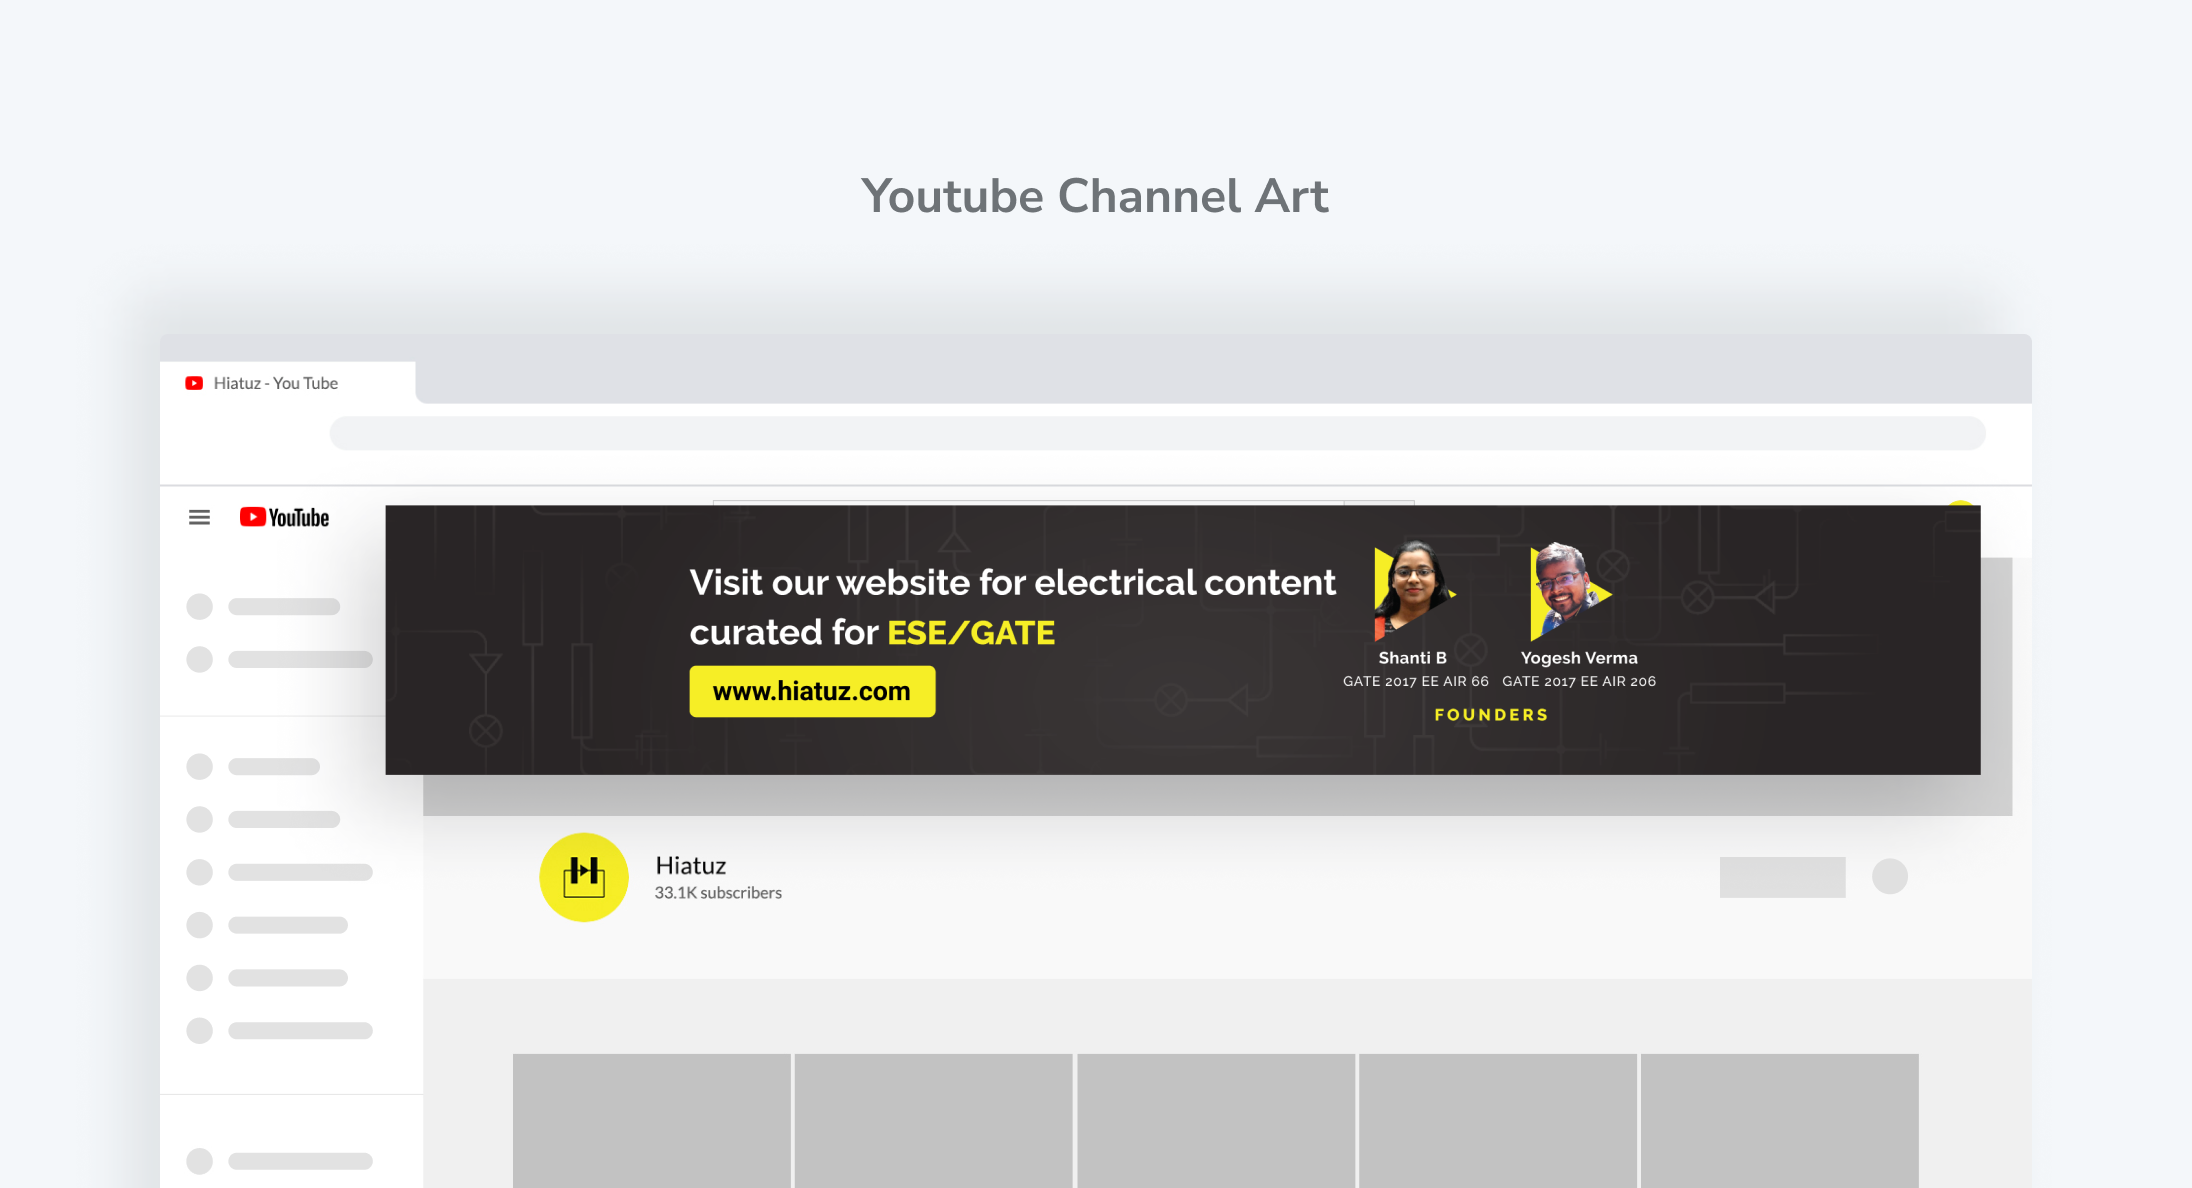 Youtube Channel Art
Hiatuz - You Tube
YouTube
Visit our website for electrical content
curated for ESE/GATE
www.hiatuz.com
Shanti B
GATE 2017 EE AIR 66
Yogesh Verma
GATE 2017 EE AIR 206
FOUNDERS
Hiatuz
33.1K subscribers